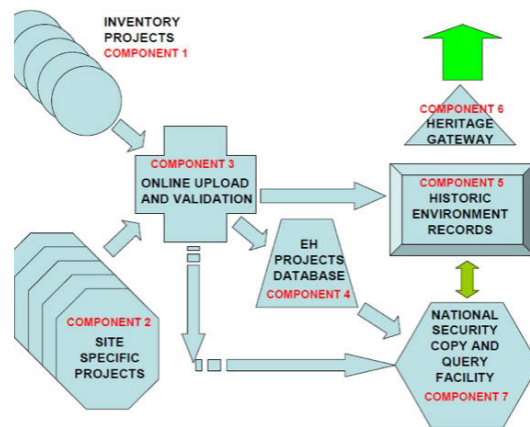 INVENTORY
PROJECTS
COMPONENT 1
COMPONENT 2
SITE
SPECIFIC
PROJECTS
COMPONENT 3
ONLINE UPLOAD
AND VALIDATION
EH
PROJECTS
DATABASE
COMPONENT 4
COMPONENT 6
HERITAGE
GATEWAY
COMPONENT 5
HISTORIC
ENVIRONMENT
RECORDS
NATIONAL
SECURITY
COPY AND
QUERY
FACILITY
COMPONENT 7